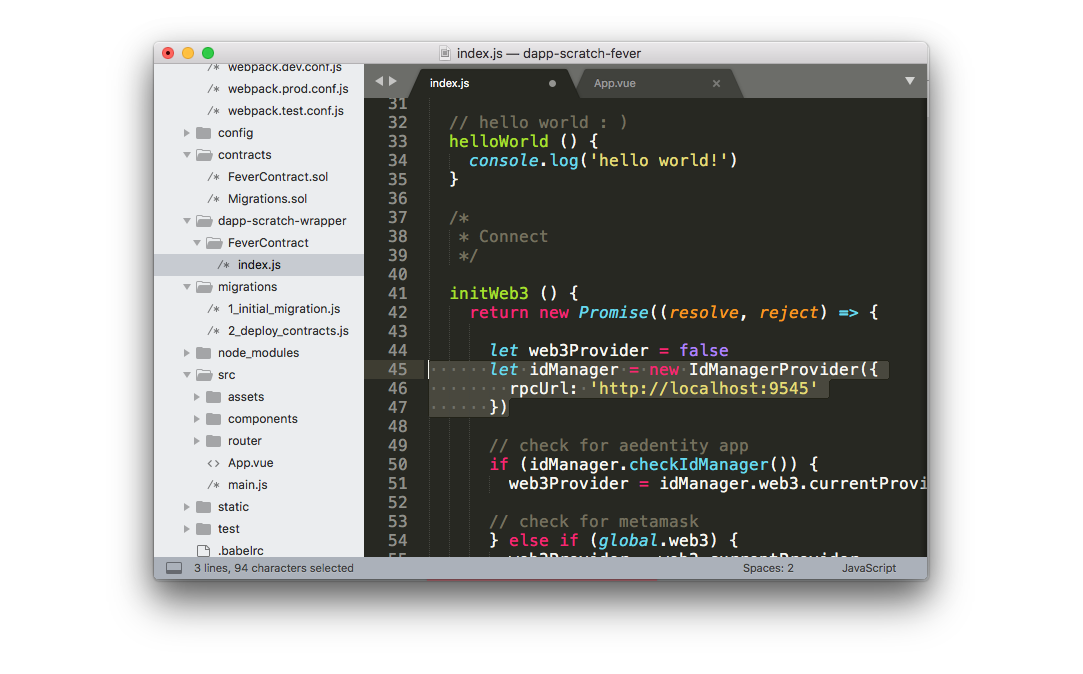 index.js — dapp-scratch-fever
/* webpack.dev.conf.js
/* webpack.prod.conf.js
/* webpack.test.conf.js
config
contracts
/* FeverContract.sol
/* Migrations.sol
dapp-scratch-wrapper
FeverContract
/* index.js
migrations
/* 1_initial_migration.js
/* 2_deploy_contracts.js
node_modules
src
assets
components
router
<> App.vue
/* main.js
static
test
.babelrc
index.js
App.vue
31
32 // hello world : )
33 helloWorld () {
34 console.log('hello world!')
35 }
36
37 /*
38 * Connect
39 */
40
41 initWeb3 () {
42 return new Promise((resolve, reject) => {
43
44 let web3Provider = false
45 let idManager = new IdManagerProvider({
46 rpcUrl: 'http://localhost:9545'
47 })
48
49 // check for aedentity app
50 if (idManager.checkIdManager()) {
51 web3Provider = idManager.web3.currentProvi
52
53 // check for metamask
54 } else if (global.web3) {
55 web3Provider = web3.currentProvider
3 lines, 94 characters selected
Spaces: 2
JavaScript